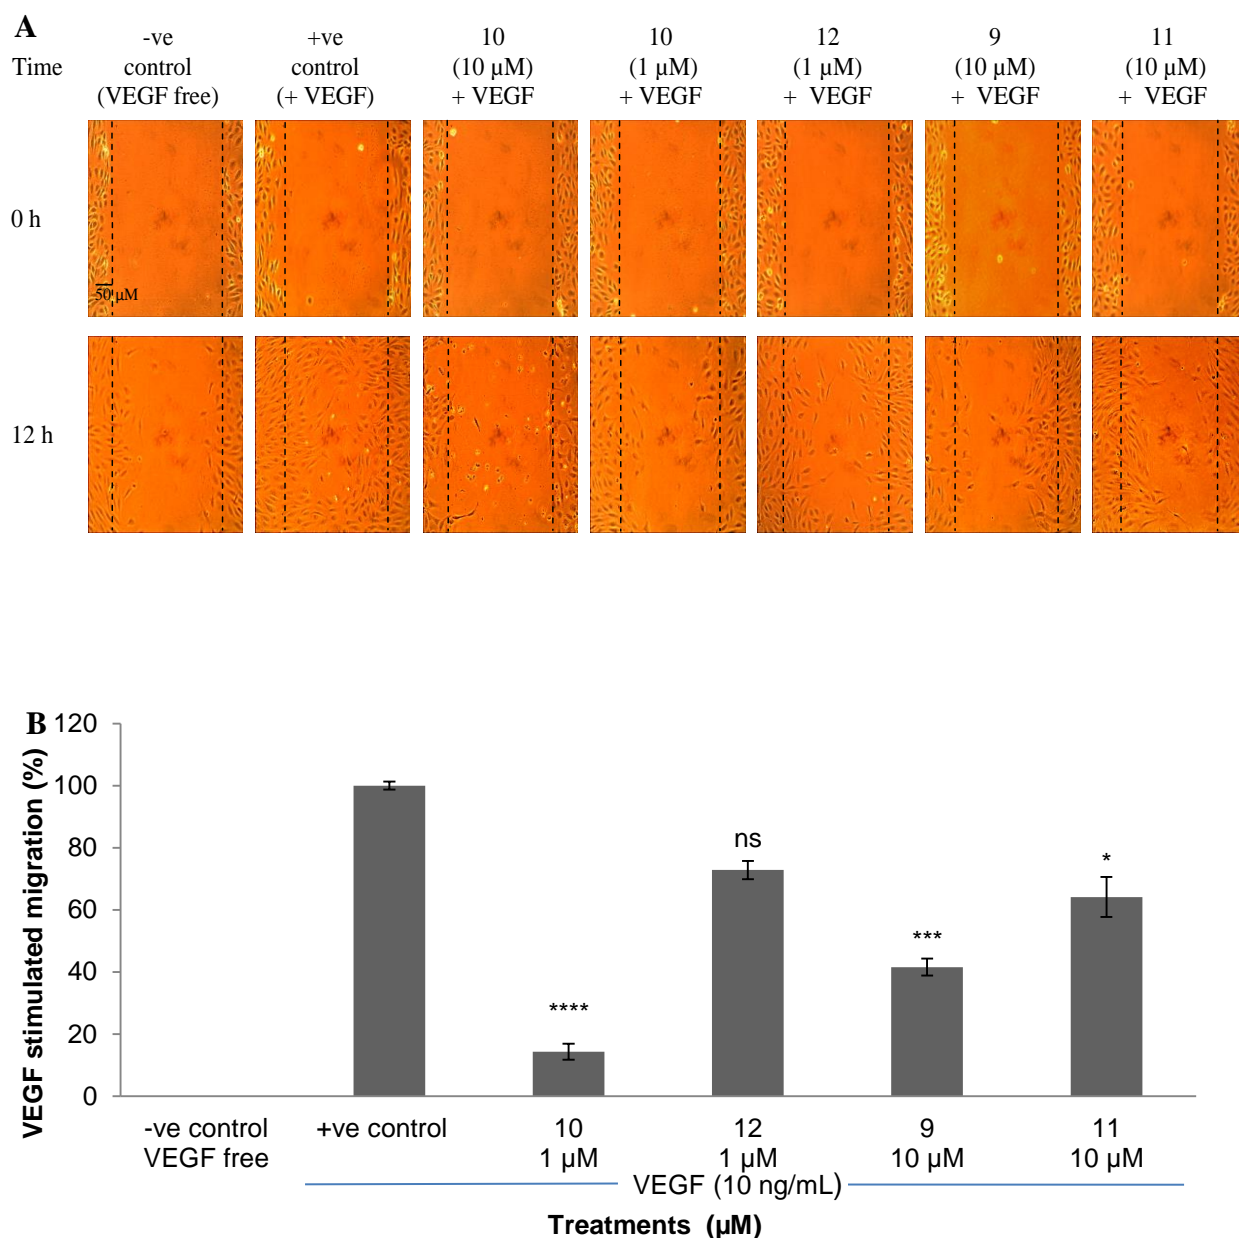 A
Time
-ve control (VEGF free)
+ve control (+ VEGF)
10 (10 µM) + VEGF
10 (1 µM) + VEGF
12 (1 µM) + VEGF
9 (10 µM) + VEGF
11 (10 µM) + VEGF
0 h
50 µM
12 h
B
VEGF stimulated migration (%)
120
100
80
60
40
20
0
****
ns
***
*
-ve control VEGF free
+ve control
10 1 µM
12 1 µM
9 10 µM
11 10 µM
VEGF (10 ng/mL)
Treatments (µM)